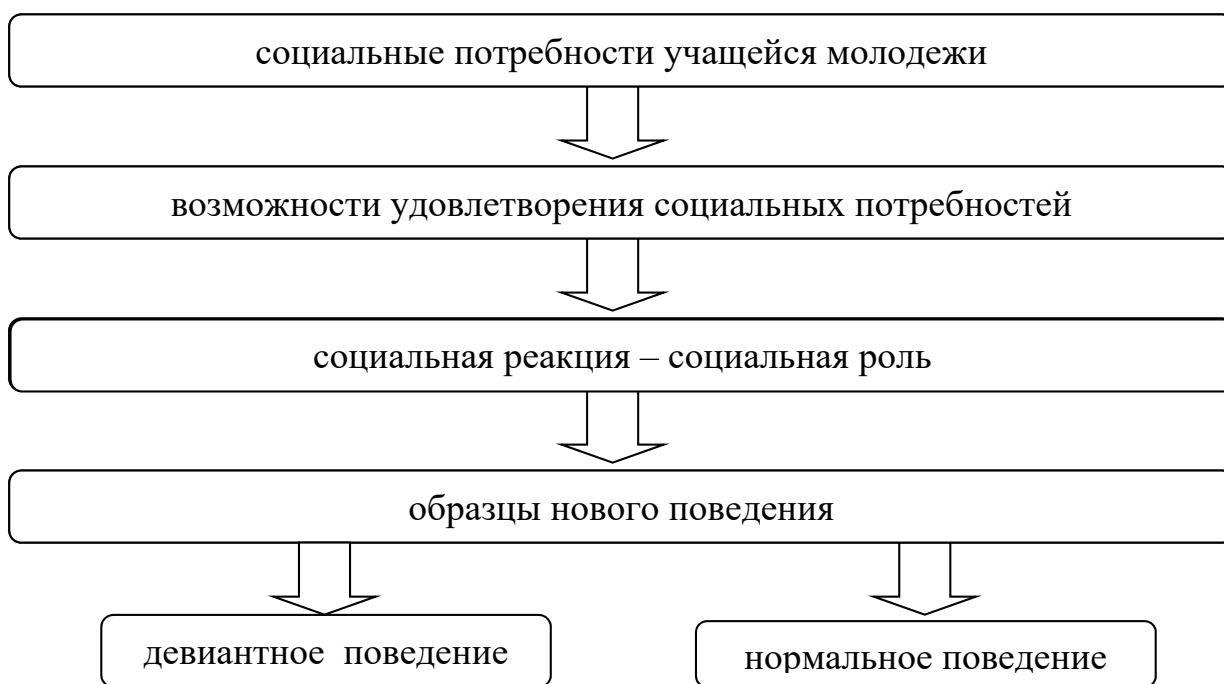 социальные потребности учащейся молодежи
возможности удовлетворения социальных потребностей
социальная реакция – социальная роль
образцы нового поведения
девиантное поведение
нормальное поведение